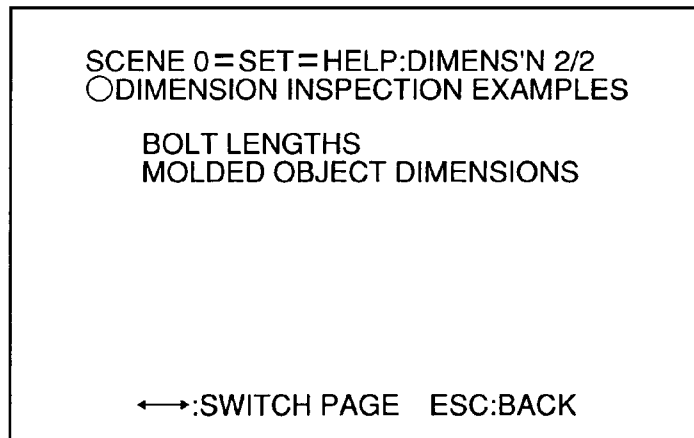 SCENE 0=SET=HELP:DIMENS'N 2/2
○DIMENSION INSPECTION EXAMPLES
BOLT LENGTHS
MOLDED OBJECT DIMENSIONS
←→:SWITCH PAGE ESC:BACK